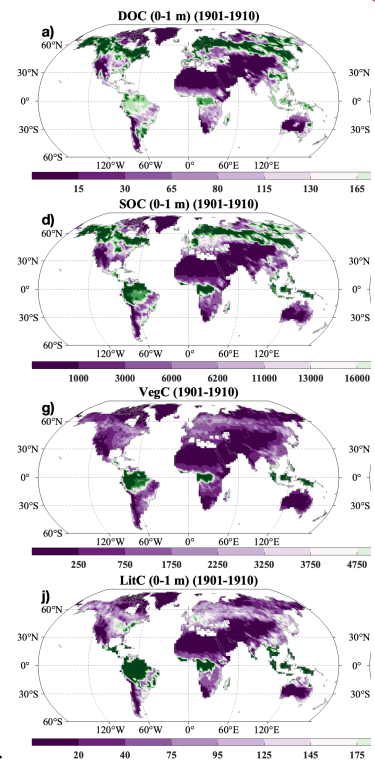 DOC (0-1 m) (1901-1910)
a)
60°N
30°N 30°N
0° 0°
30°S 30°S
60°S
120°W 60°W 0° 60°E 120°E
15 30 65 80 115 130 165
SOC (0-1 m) (1901-1910)
d)
60°N
30°N 30°N
0° 0°
30°S 30°S
60°S
120°W 60°W 0° 60°E 120°E
1000 3000 6000 6200 11000 13000 16000
VegC (1901-1910)
g)
60°N
30°N 30°N
0° 0°
30°S 30°S
60°S
120°W 60°W 0° 60°E 120°E
250 750 1750 2250 3250 3750 4750
LitC (0-1 m) (1901-1910)
j)
60°N
30°N 30°N
0° 0°
30°S 30°S
60°S
120°W 60°W 0° 60°E 120°E
20 40 75 95 125 145 175